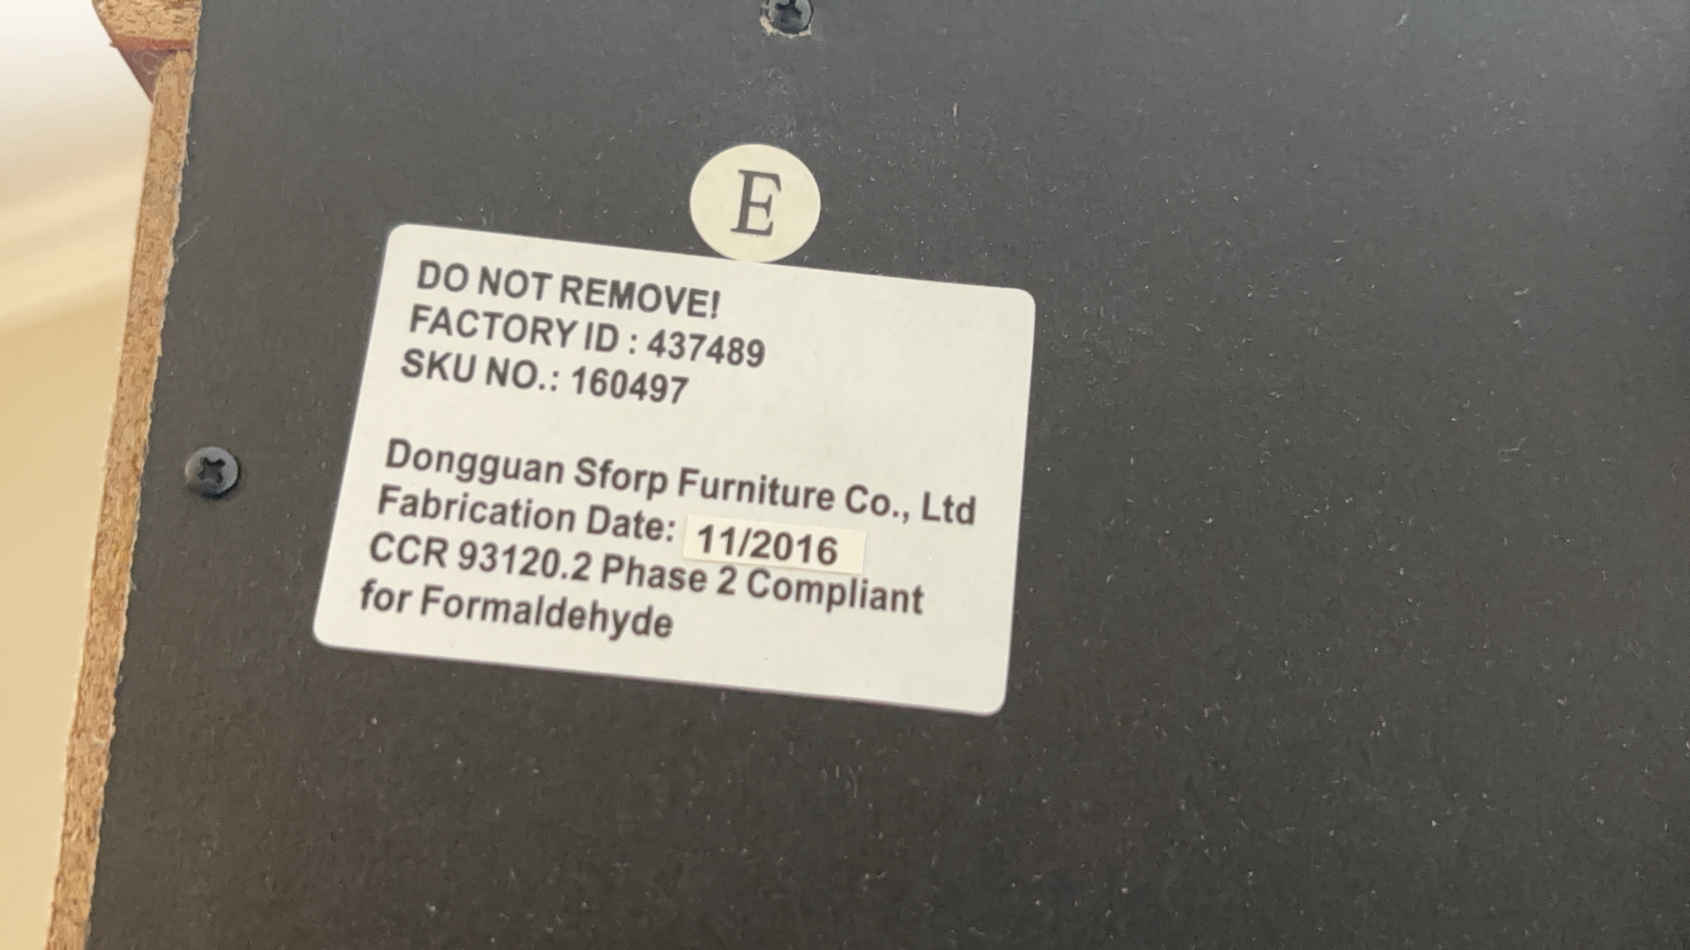 E
DO NOT REMOVE!
FACTORY ID : 437489
SKU NO.: 160497
Dongguan Sforp Furniture Co., Ltd
Fabrication Date: 11/2016
CCR 93120.2 Phase 2 Compliant
for Formaldehyde